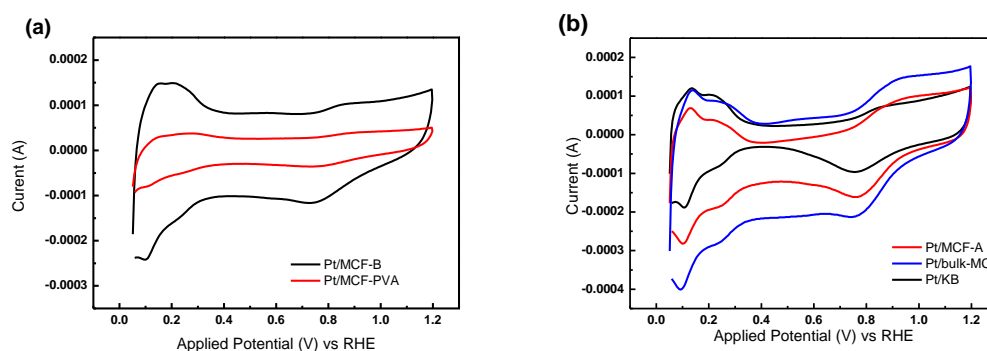 (a)
0.0002
0.0001
0.0000
-0.0001
-0.0002
-0.0003
Current (A)
Pt/MCF-B
Pt/MCF-PVA
0.0 0.2 0.4 0.6 0.8 1.0 1.2
Applied Potential (V) vs RHE
(b)
0.0002
0.0001
0.0000
-0.0001
-0.0002
-0.0003
-0.0004
Current (A)
Pt/MCF-A
Pt/bulk-MC
Pt/KB
0.0 0.2 0.4 0.6 0.8 1.0 1.2
Applied Potential (V) vs RHE